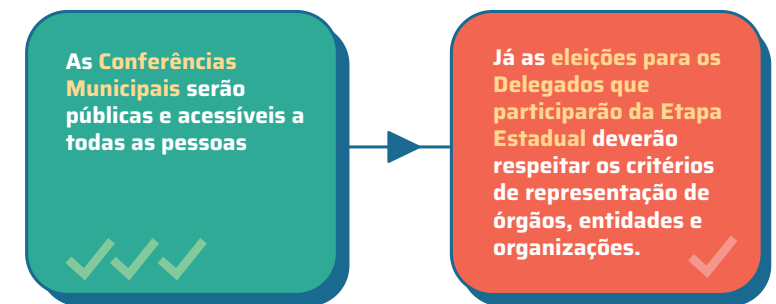 As Conferências
Municipais serão
públicas e acessíveis a
todas as pessoas
Já as eleições para os
Delegados que
participarão da Etapa
Estadual deverão
respeitar os critérios
de representação de
órgãos, entidades e
organizações.